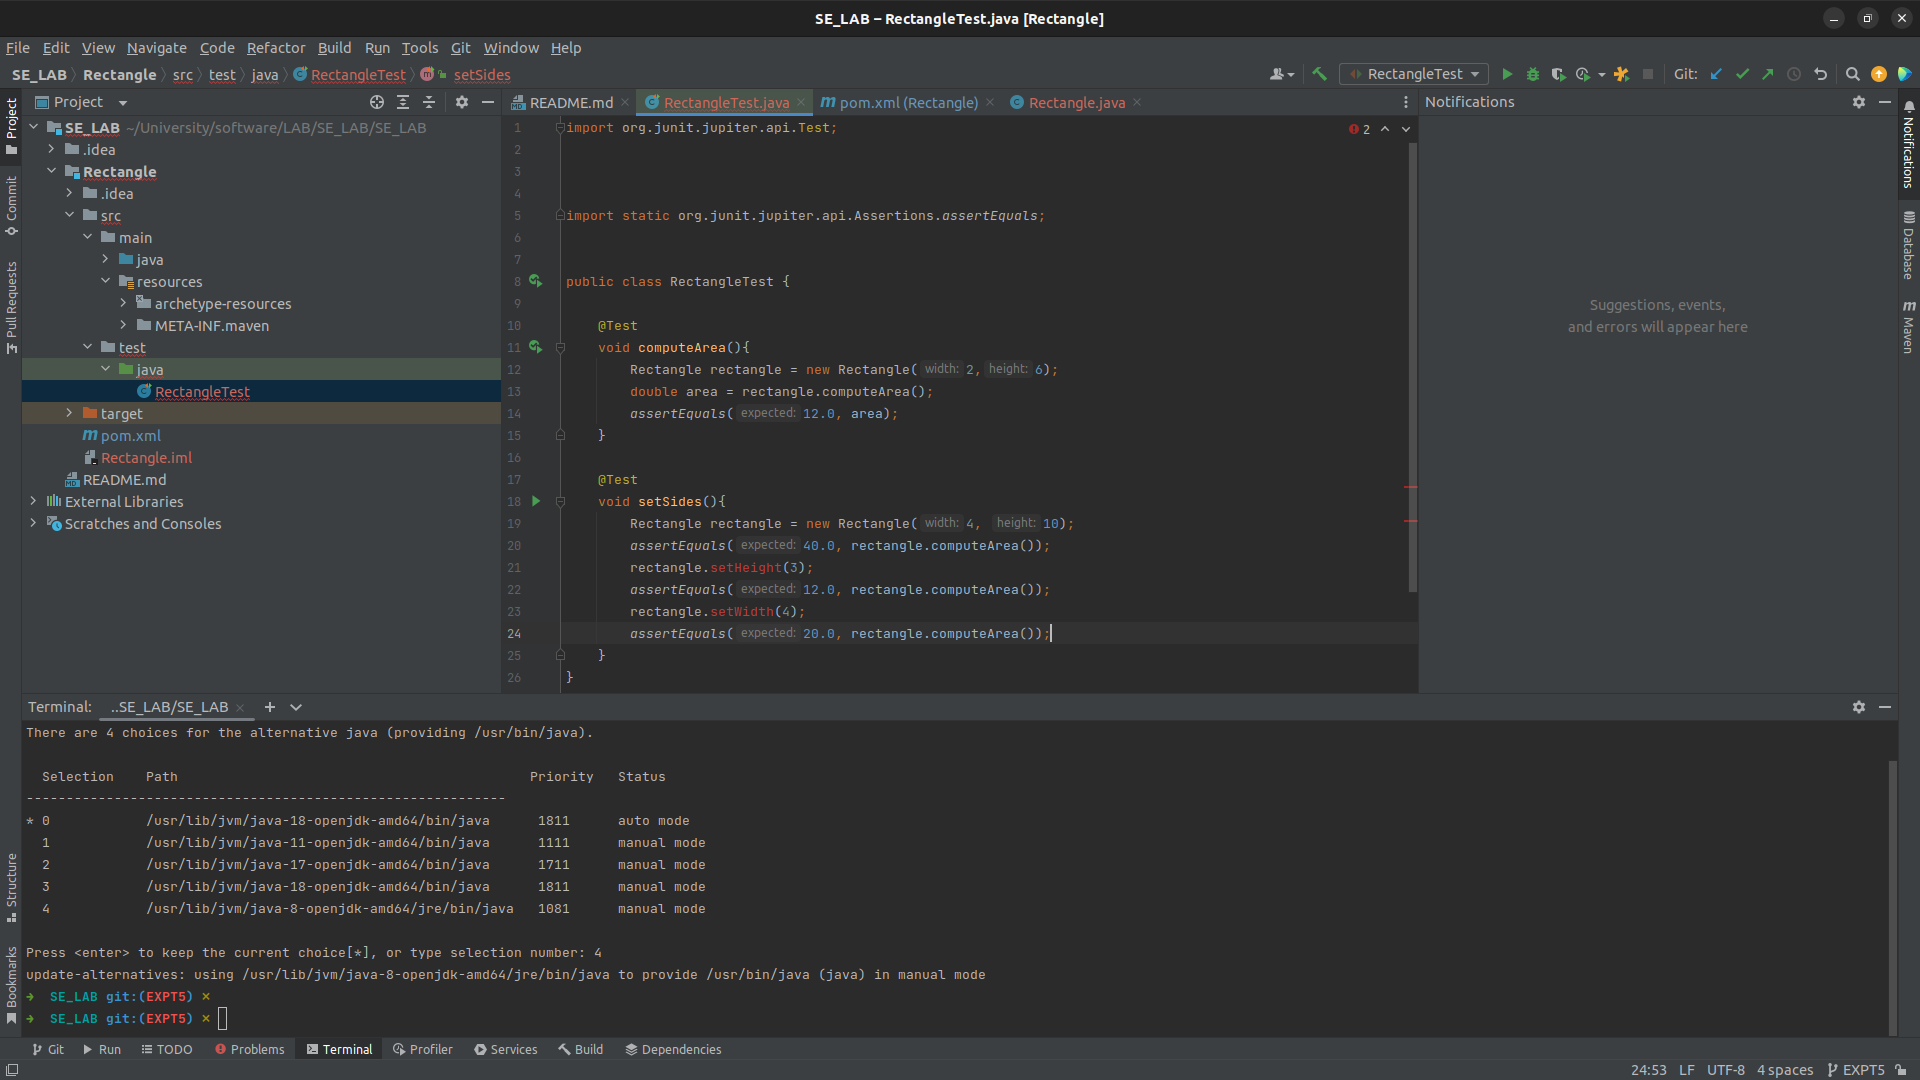 SE_LAB – RectangleTest.java [Rectangle]
File Edit View Navigate Code Refactor Build Run Tools Git Window Help
SE_LAB Rectangle src test java RectangleTest setSides
RectangleTest
Git:
Project
README.md RectangleTest.java pom.xml (Rectangle) Rectangle.java
Notifications
Project
Commit
Pull Requests
Structure
Bookmarks
SE_LAB ~/University/software/LAB/SE_LAB/SE_LAB
.idea
Rectangle
.idea
src
main
java
resources
archetype-resources
META-INF.maven
test
java
RectangleTest
target
pom.xml
Rectangle.iml
README.md
External Libraries
Scratches and Consoles
2
1 import org.junit.jupiter.api.Test;
2
3
4
5 import static org.junit.jupiter.api.Assertions.assertEquals;
6
7
8 public class RectangleTest {
9
10 @Test
11 void computeArea(){
12 Rectangle rectangle = new Rectangle( width: 2, height: 6);
13 double area = rectangle.computeArea();
14 assertEquals( expected: 12.0, area);
15 }
16
17 @Test
18 void setSides(){
19 Rectangle rectangle = new Rectangle( width: 4, height: 10);
20 assertEquals( expected: 40.0, rectangle.computeArea());
21 rectangle.setHeight(3);
22 assertEquals( expected: 12.0, rectangle.computeArea());
23 rectangle.setWidth(4);
24 assertEquals( expected: 20.0, rectangle.computeArea());
25 }
26 }
Suggestions, events,
and errors will appear here
Notifications
Database
Maven
Terminal: ..SE_LAB/SE_LAB
There are 4 choices for the alternative java (providing /usr/bin/java).
Selection Path Priority Status
------------------------------------------------------------
* 0 /usr/lib/jvm/java-18-openjdk-amd64/bin/java 1811 auto mode
1 /usr/lib/jvm/java-11-openjdk-amd64/bin/java 1111 manual mode
2 /usr/lib/jvm/java-17-openjdk-amd64/bin/java 1711 manual mode
3 /usr/lib/jvm/java-18-openjdk-amd64/bin/java 1811 manual mode
4 /usr/lib/jvm/java-8-openjdk-amd64/jre/bin/java 1081 manual mode
Press <enter> to keep the current choice[*], or type selection number: 4
update-alternatives: using /usr/lib/jvm/java-8-openjdk-amd64/jre/bin/java to provide /usr/bin/java (java) in manual mode
➜ SE_LAB git:(EXPT5) ✗
➜ SE_LAB git:(EXPT5) ✗
Git Run TODO Problems Terminal Profiler Services Build Dependencies
24:53 LF UTF-8 4 spaces EXPT5